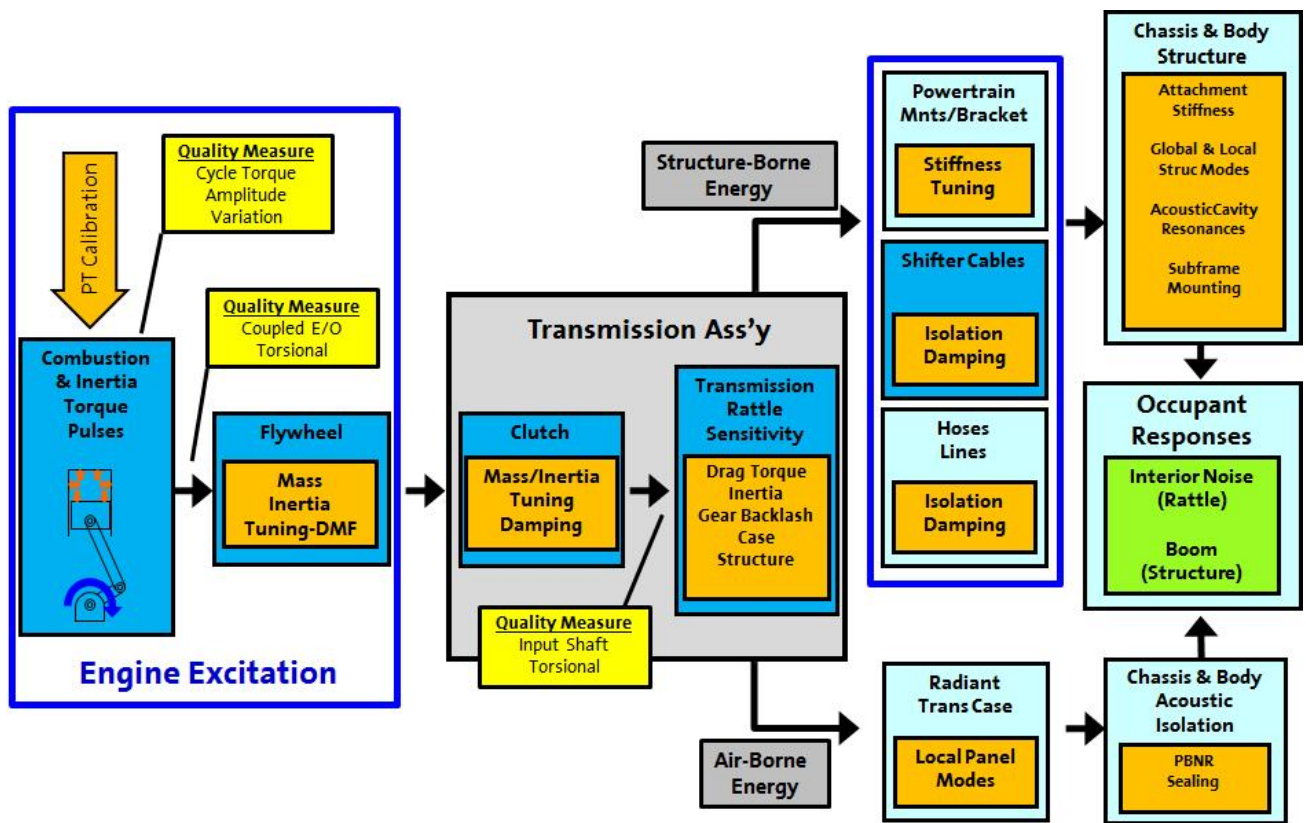 PT Calibration
Quality Measure
Cycle Torque
Amplitude
Variation
Quality Measure
Coupled E/O
Torsional
Combustion
& Inertia
Torque
Pulses
Flywheel
Mass
Inertia
Tuning-DMF
Engine Excitation
Transmission Ass'y
Clutch
Mass/Inertia
Tuning
Damping
Transmission
Rattle
Sensitivity
Drag Torque
Inertia
Gear Backlash
Case
Structure
Quality Measure
Input Shaft
Torsional
Structure-Borne
Energy
Air-Borne
Energy
Powertrain
Mnts/Bracket
Stiffness
Tuning
Shifter Cables
Isolation
Damping
Hoses
Lines
Isolation
Damping
Radiant
Trans Case
Local Panel
Modes
Chassis & Body
Structure
Attachment
Stiffness
Global & Local
Struc Modes
AcousticCavity
Resonances
Subframe
Mounting
Occupant
Responses
Interior Noise
(Rattle)
Boom
(Structure)
Chassis & Body
Acoustic
Isolation
PBNR
Sealing